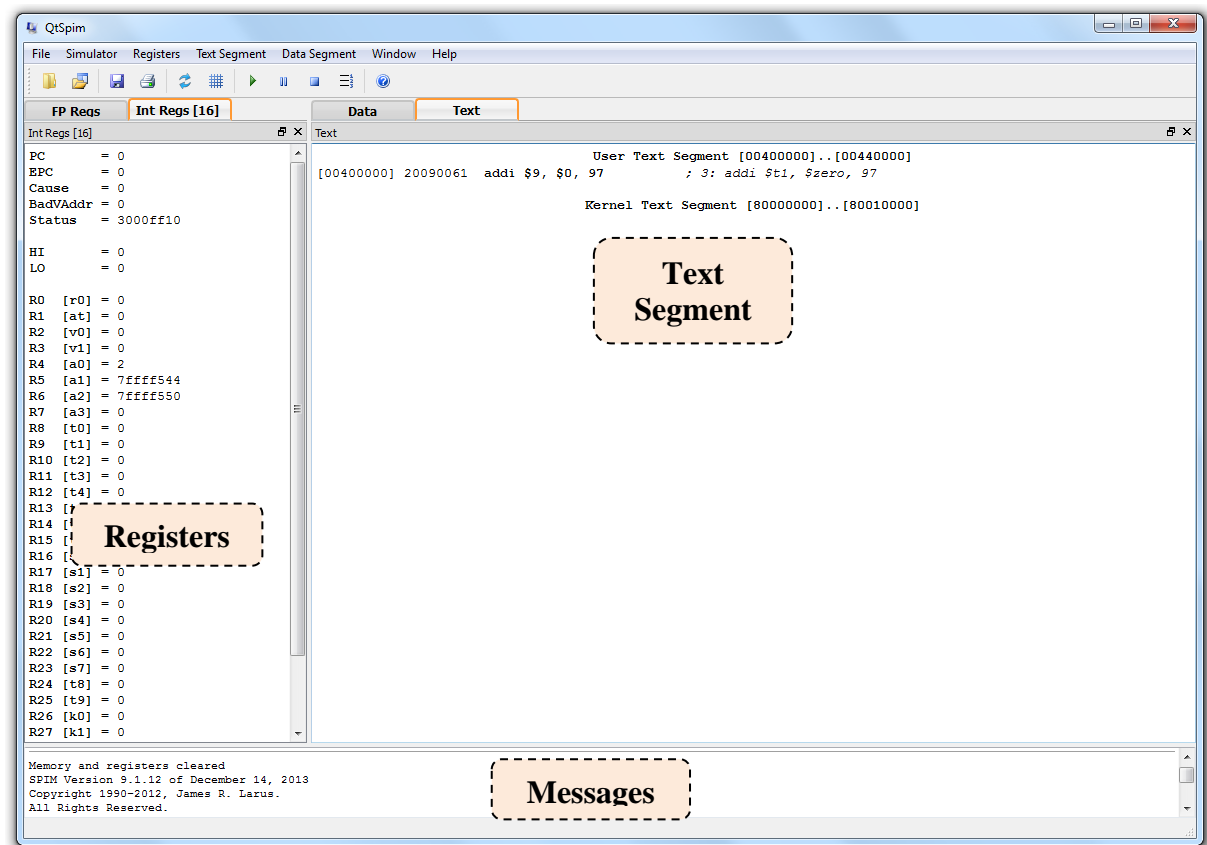 QtSpim
File Simulator Registers Text Segment Data Segment Window Help
FP Regs Int Regs [16] Data Text
Int Regs [16]
Text
PC = 0
EPC = 0
Cause = 0
BadVAddr = 0
Status = 3000ff10
HI = 0
LO = 0
R0 [r0] = 0
R1 [at] = 0
R2 [v0] = 0
R3 [v1] = 0
R4 [a0] = 2
R5 [a1] = 7ffff544
R6 [a2] = 7ffff550
R7 [a3] = 0
R8 [t0] = 0
R9 [t1] = 0
R10 [t2] = 0
R11 [t3] = 0
R12 [t4] = 0
R13
R14 [
R15 [
R16 [
R17 [s1] = 0
R18 [s2] = 0
R19 [s3] = 0
R20 [s4] = 0
R21 [s5] = 0
R22 [s6] = 0
R23 [s7] = 0
R24 [t8] = 0
R25 [t9] = 0
R26 [k0] = 0
R27 [k1] = 0
Registers
User Text Segment [00400000]..[00440000]
[00400000] 20090061 addi $9, $0, 97 ; 3: addi $t1, $zero, 97
Kernel Text Segment [80000000]..[80010000]
Text
Segment
Memory and registers cleared
SPIM Version 9.1.12 of December 14, 2013
Copyright 1990-2012, James R. Larus.
All Rights Reserved.
Messages